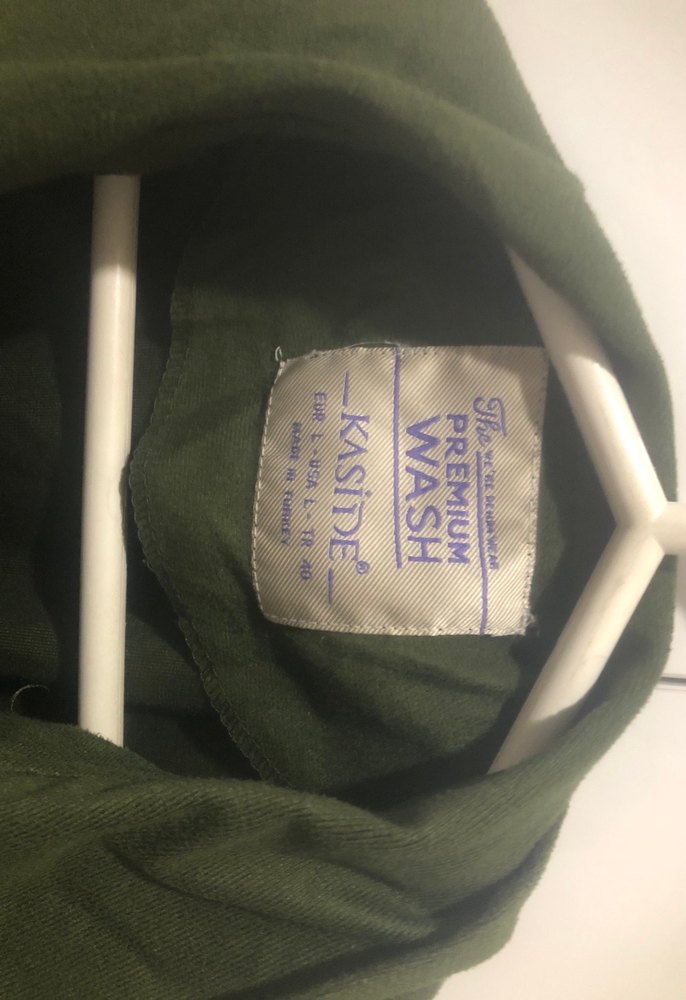 The
PREMIUM
WASH
KASİDE®
EUR L - USA L - TR 40
MADE IN TURKEY